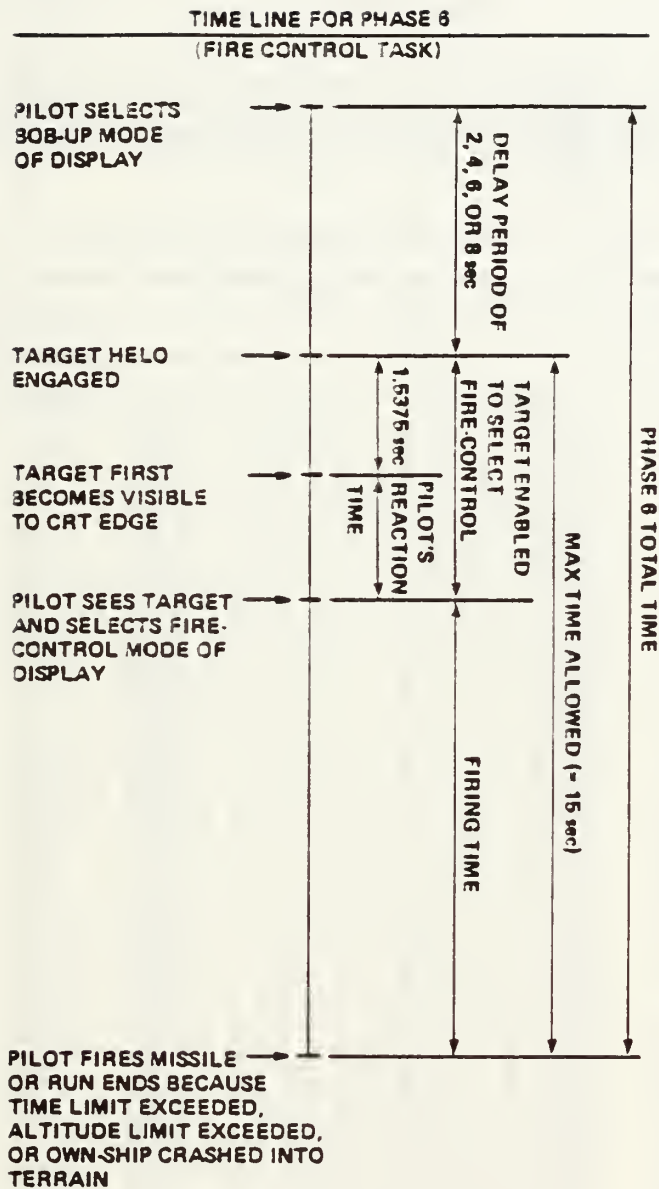 TIME LINE FOR PHASE 6
(FIRE CONTROL TASK)
PILOT SELECTS
BOB-UP MODE
OF DISPLAY
DELAY PERIOD OF
2, 4, 6, OR 8 sec
TARGET HELO
ENGAGED
1.5375 sec
TARGET ENABLED
TO SELECT
FIRE-CONTROL
TARGET FIRST
BECOMES VISIBLE
TO CRT EDGE
PILOT'S
REACTION
TIME
PILOT SEES TARGET
AND SELECTS FIRE-
CONTROL MODE OF
DISPLAY
FIRING TIME
MAX TIME ALLOWED (= 15 sec)
PHASE 6 TOTAL TIME
PILOT FIRES MISSILE
OR RUN ENDS BECAUSE
TIME LIMIT EXCEEDED,
ALTITUDE LIMIT EXCEEDED,
OR OWN-SHIP CRASHED INTO
TERRAIN